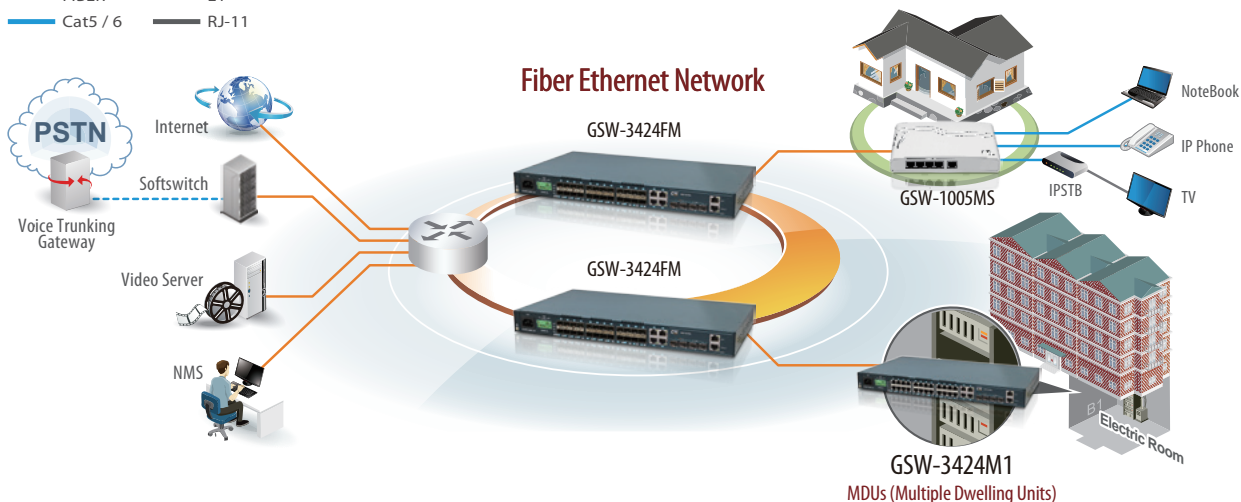 Cat5 / 6
RJ-11
Fiber Ethernet Network
PSTN
Internet
GSW-3424FM
Softswitch
Voice Trunking
Gateway
Video Server
GSW-3424FM
NMS
NoteBook
IP Phone
IPSTB
TV
GSW-1005MS
B1
Electric Room
GSW-3424M1
MDUs (Multiple Dwelling Units)